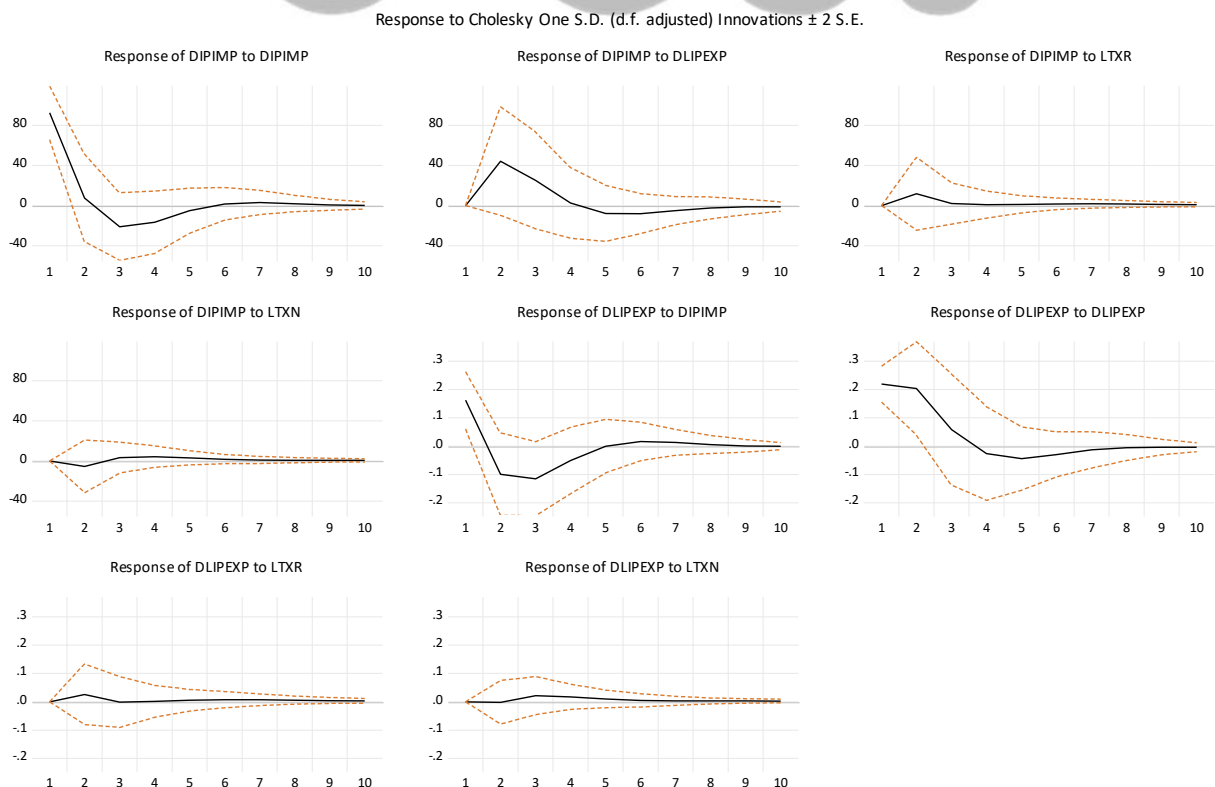 Response to Cholesky One S.D. (d.f. adjusted) Innovations ± 2 S.E.
Response of DIPIMP to DIPIMP
80
40
0
-40
1 2 3 4 5 6 7 8 9 10
Response of DIPIMP to DLIPEXP
80
40
0
-40
1 2 3 4 5 6 7 8 9 10
Response of DIPIMP to LTXR
80
40
0
-40
1 2 3 4 5 6 7 8 9 10
Response of DIPIMP to LTXN
80
40
0
-40
1 2 3 4 5 6 7 8 9 10
Response of DLIPEXP to DIPIMP
.3
.2
.1
.0
-.1
-.2
1 2 3 4 5 6 7 8 9 10
Response of DLIPEXP to DLIPEXP
.3
.2
.1
.0
-.1
-.2
1 2 3 4 5 6 7 8 9 10
Response of DLIPEXP to LTXR
.3
.2
.1
.0
-.1
-.2
1 2 3 4 5 6 7 8 9 10
Response of DLIPEXP to LTXN
.3
.2
.1
.0
-.1
-.2
1 2 3 4 5 6 7 8 9 10